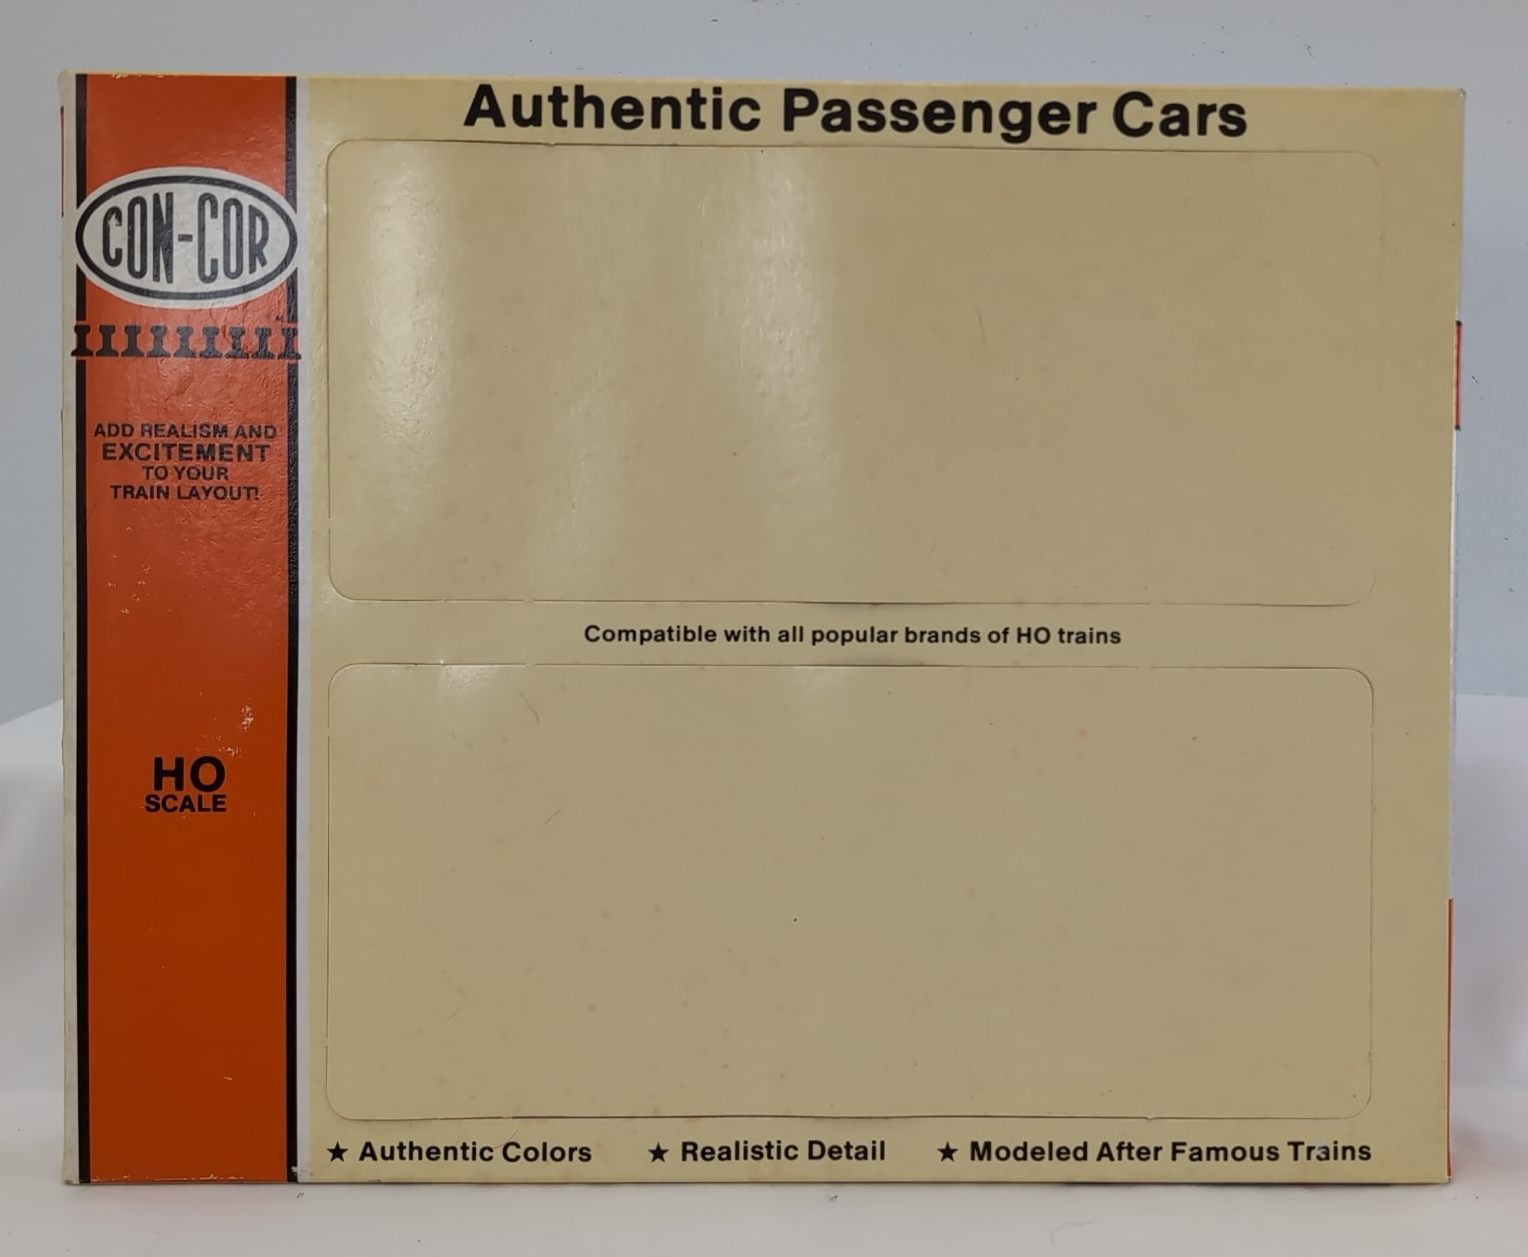 Authentic Passenger Cars
CON-COR
ADD REALISM AND
EXCITEMENT
TO YOUR
TRAIN LAYOUT!
HO
SCALE
Compatible with all popular brands of HO trains
★ Authentic Colors ★ Realistic Detail ★ Modeled After Famous Trains